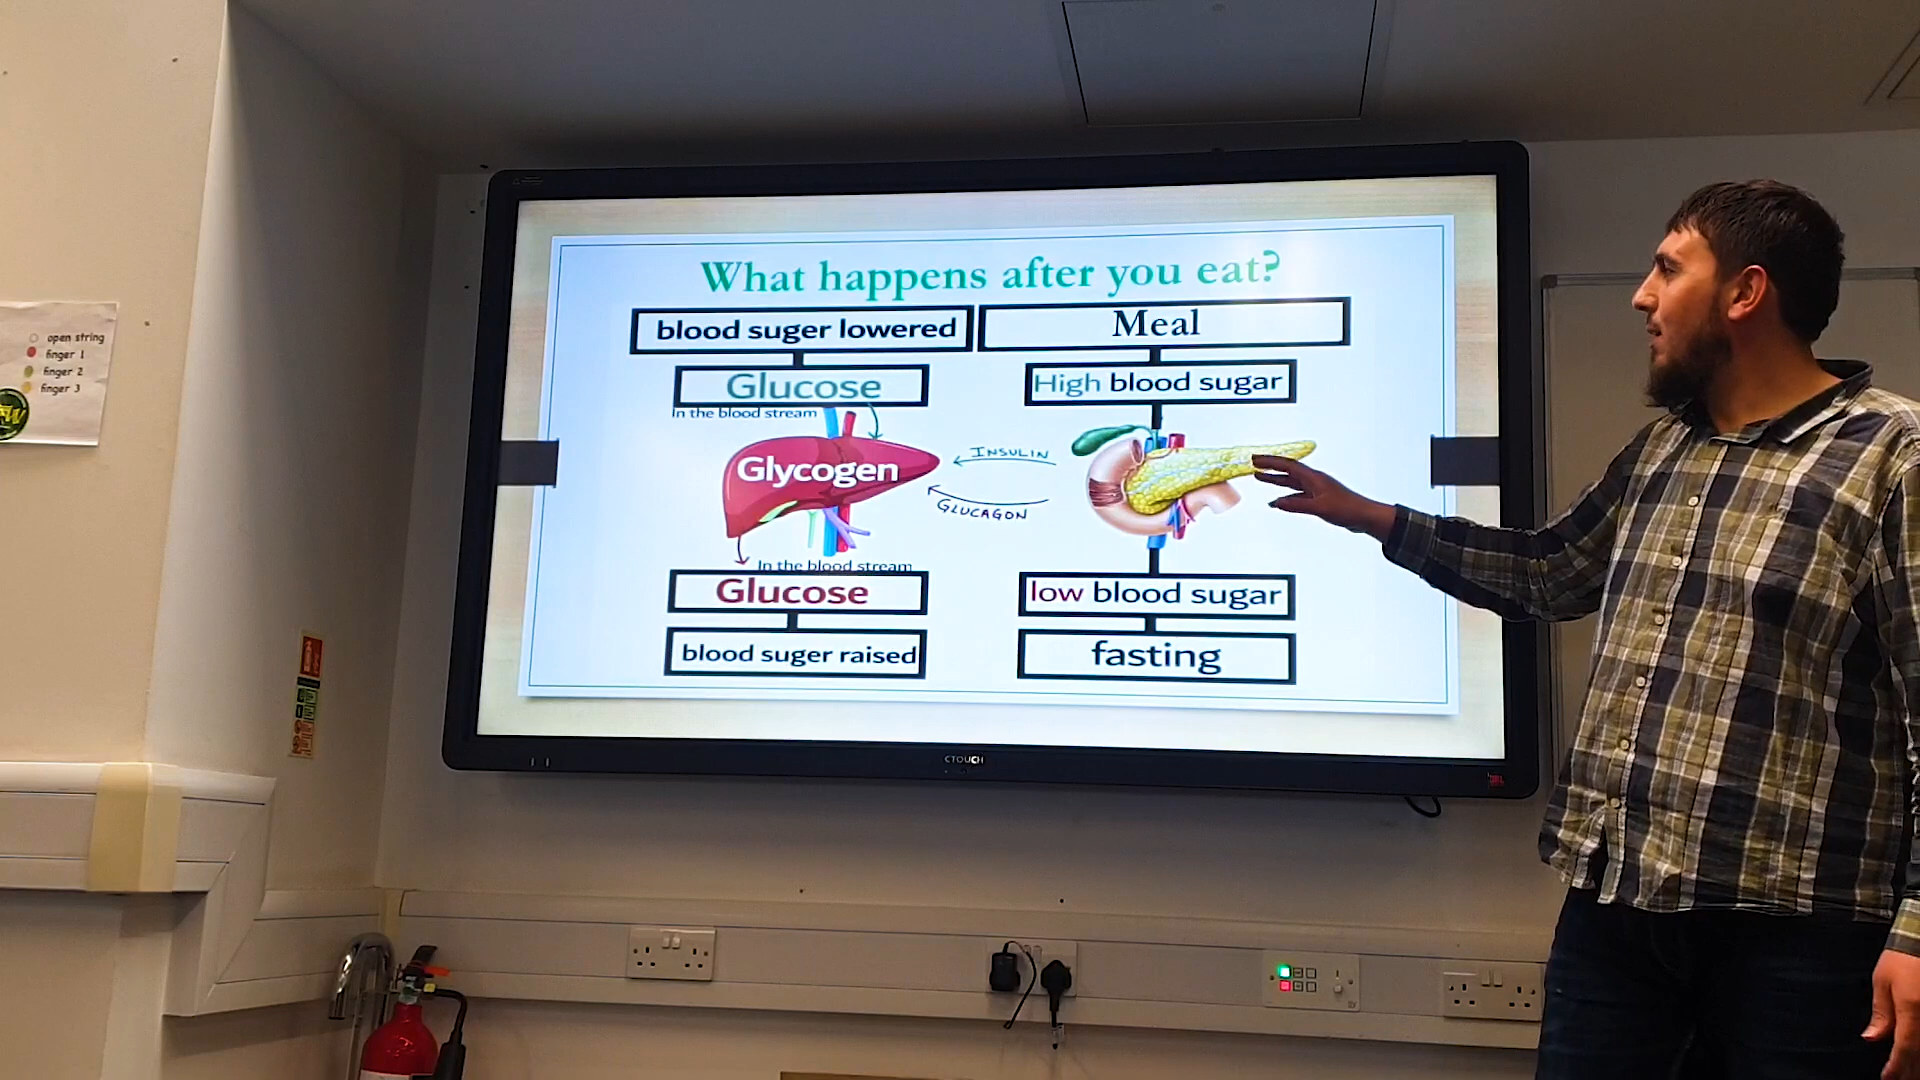 What happens after you eat?
blood suger lowered
Meal
Glucose
High blood sugar
In the blood stream
Glycogen
INSULIN
GLUCAGON
In the blood stream
Glucose
low blood sugar
blood suger raised
fasting
CTOUCH
open string
finger 1
finger 2
finger 3